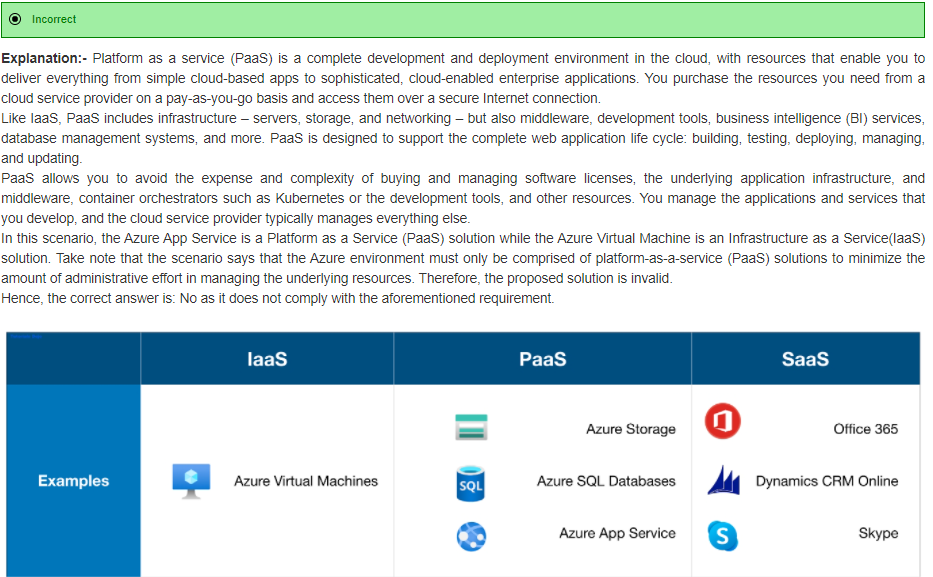 Incorrect
Explanation:- Platform as a service (PaaS) is a complete development and deployment environment in the cloud, with resources that enable you to
deliver everything from simple cloud-based apps to sophisticated, cloud-enabled enterprise applications. You purchase the resources you need from a
cloud service provider on a pay-as-you-go basis and access them over a secure Internet connection.
Like IaaS, PaaS includes infrastructure – servers, storage, and networking – but also middleware, development tools, business intelligence (BI) services,
database management systems, and more. PaaS is designed to support the complete web application life cycle: building, testing, deploying, managing,
and updating.
PaaS allows you to avoid the expense and complexity of buying and managing software licenses, the underlying application infrastructure, and
middleware, container orchestrators such as Kubernetes or the development tools, and other resources. You manage the applications and services that
you develop, and the cloud service provider typically manages everything else.
In this scenario, the Azure App Service is a Platform as a Service (PaaS) solution while the Azure Virtual Machine is an Infrastructure as a Service(IaaS)
solution. Take note that the scenario says that the Azure environment must only be comprised of platform-as-a-service (PaaS) solutions to minimize the
amount of administrative effort in managing the underlying resources. Therefore, the proposed solution is invalid.
Hence, the correct answer is: No as it does not comply with the aforementioned requirement.
IaaS PaaS SaaS
Azure Storage Office 365
Examples Azure Virtual Machines SQL Azure SQL Databases Dynamics CRM Online
Azure App Service S Skype